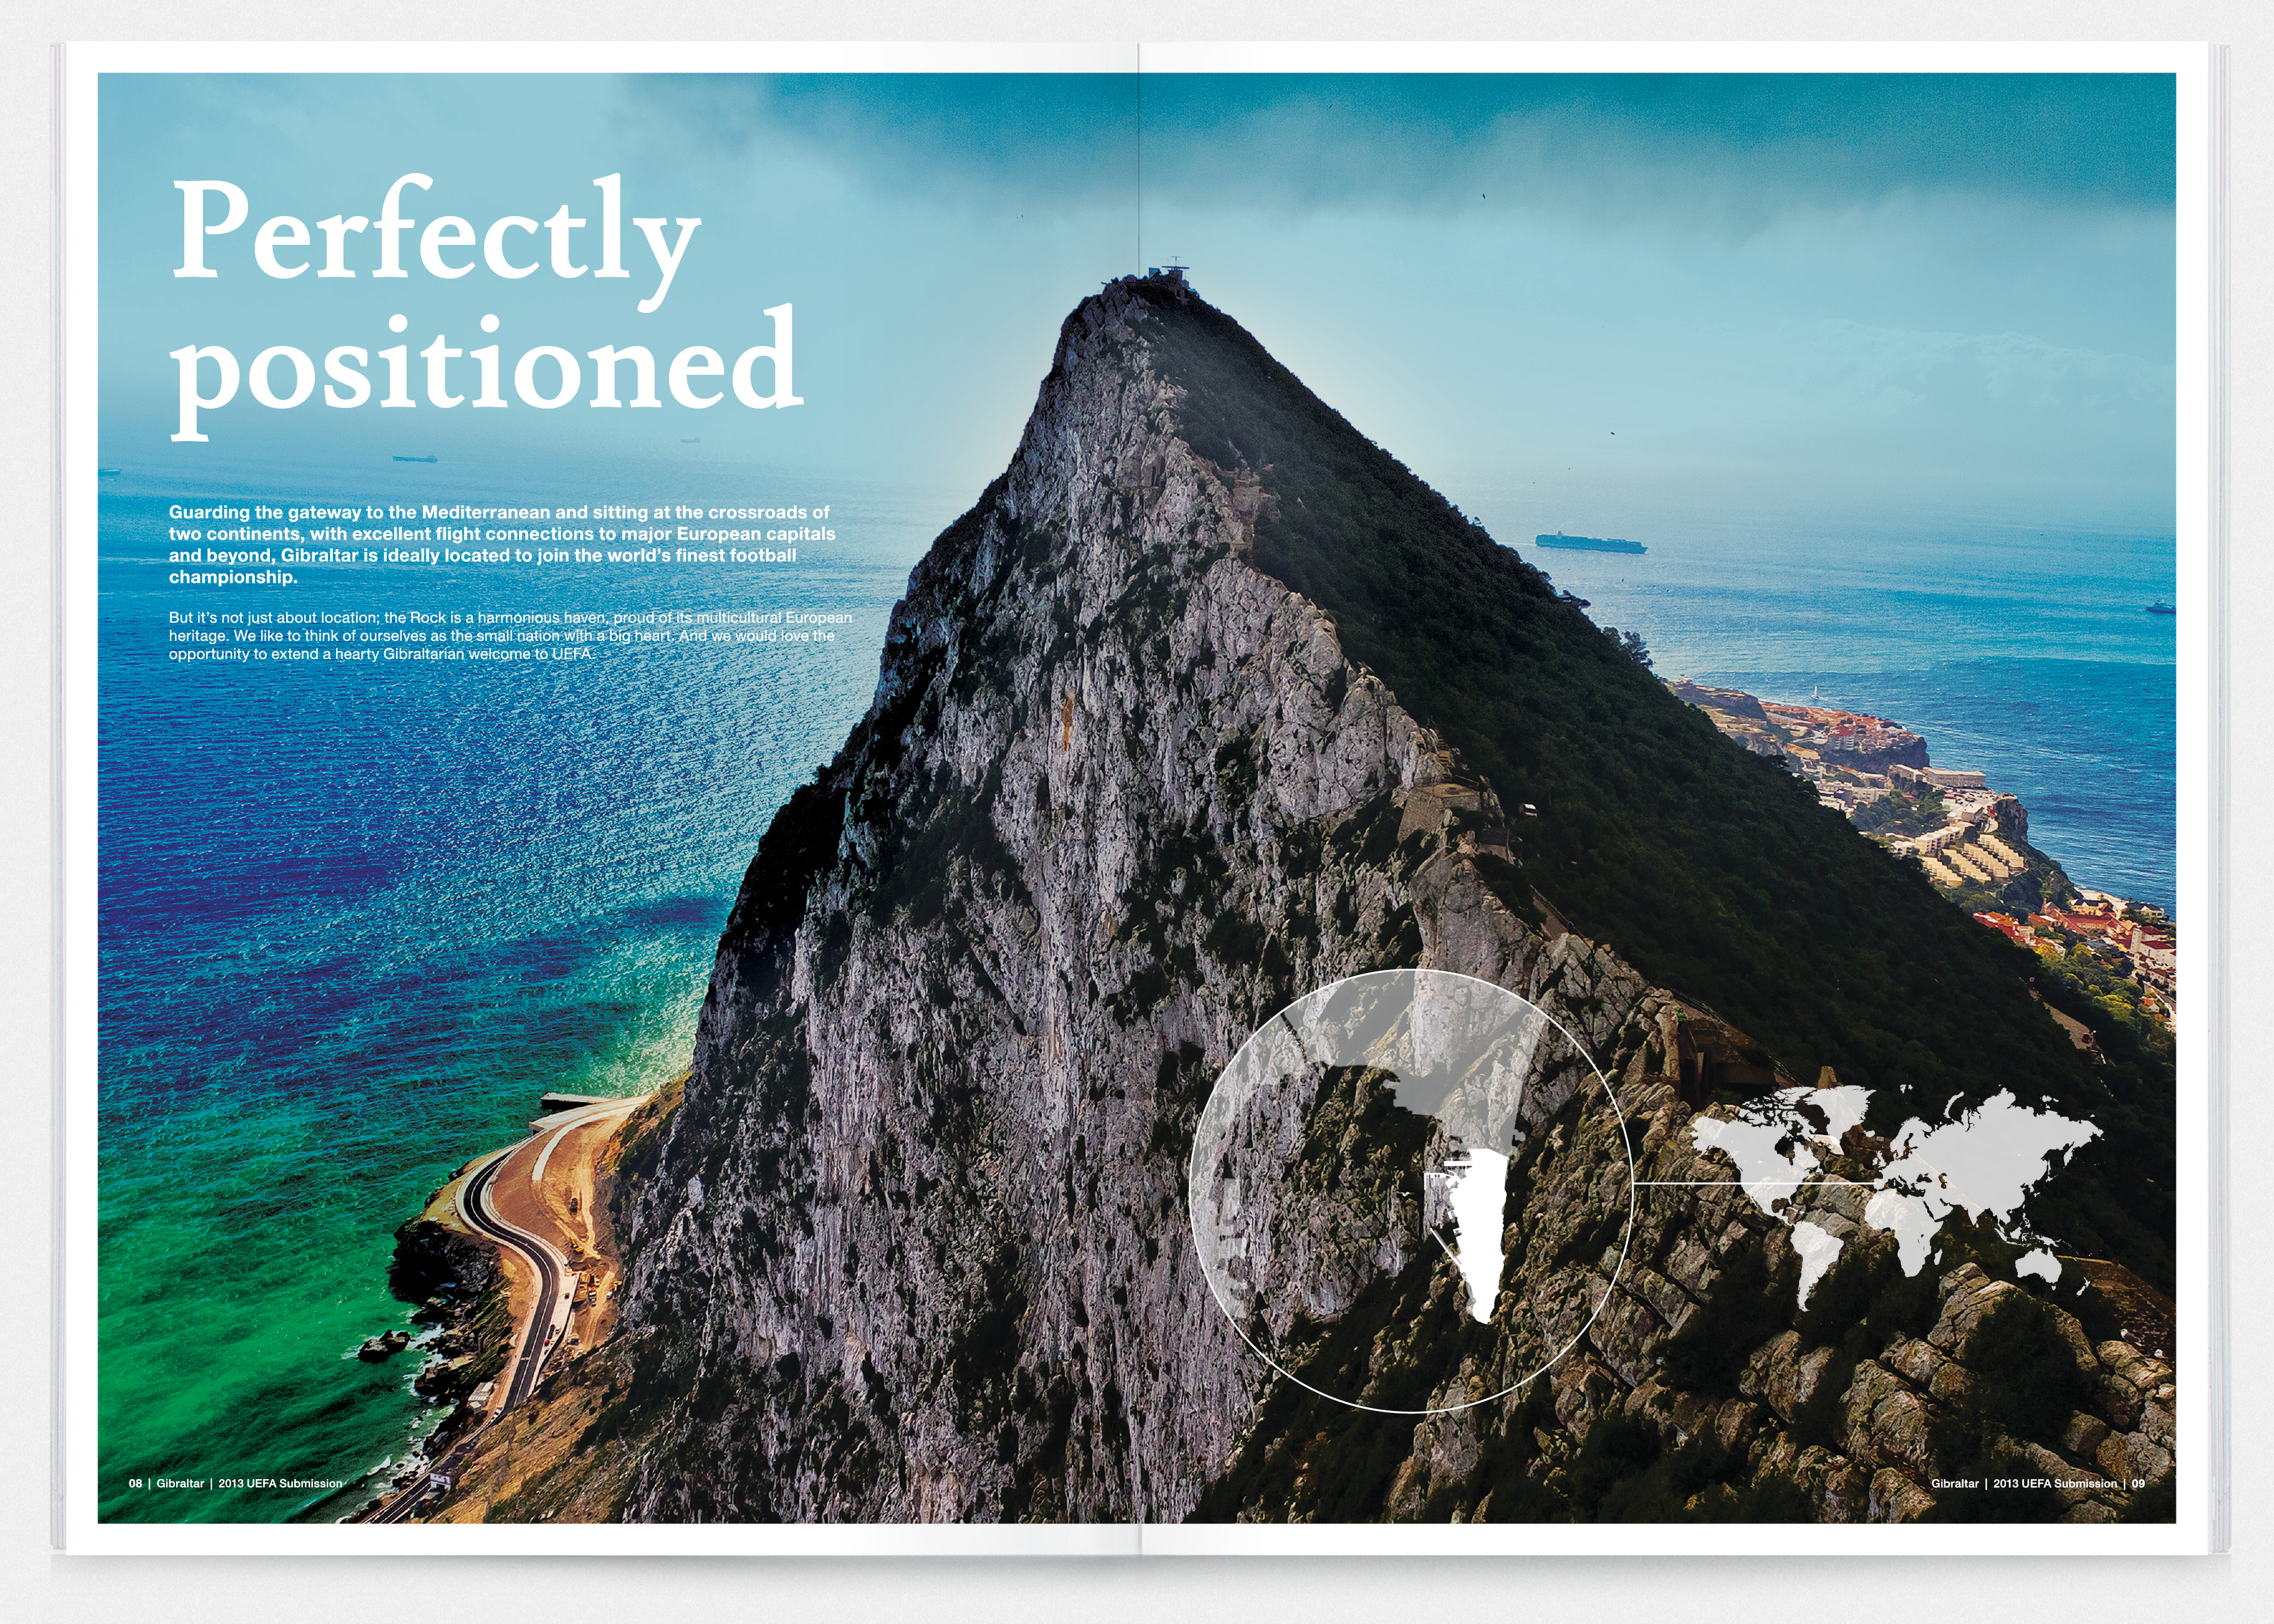 Perfectly
positioned
Guarding the gateway to the Mediterranean and sitting at the crossroads of
two continents, with excellent flight connections to major European capitals
and beyond, Gibraltar is ideally located to join the world’s finest football
championship.
But it’s not just about location; the Rock is a harmonious haven, proud of its multicultural European
heritage. We like to think of ourselves as the small nation with a big heart. And we would love the
opportunity to extend a hearty Gibraltarian welcome to UEFA.
08 | Gibraltar | 2013 UEFA Submission
Gibraltar | 2013 UEFA Submission | 09